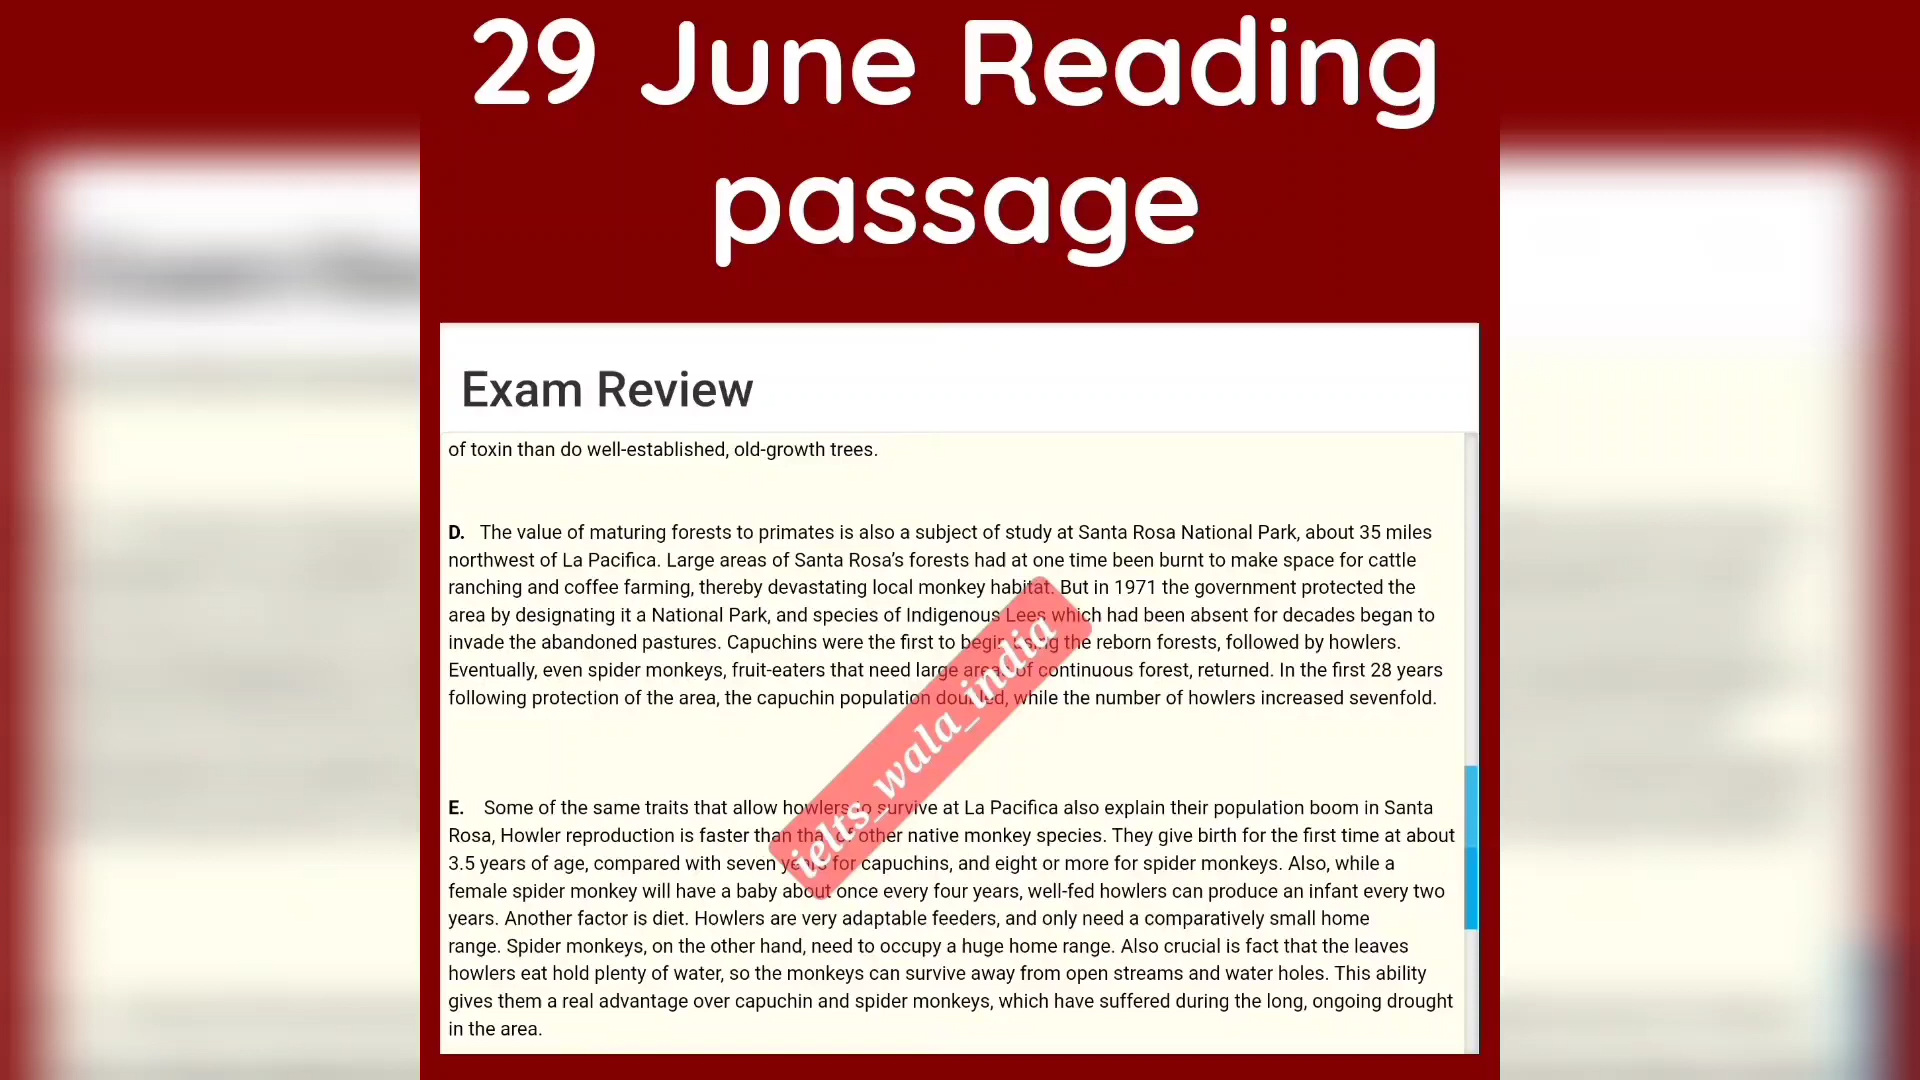 29 June Reading
passage
Exam Review
of toxin than do well-established, old-growth trees.
D. The value of maturing forests to primates is also a subject of study at Santa Rosa National Park, about 35 miles
northwest of La Pacifica. Large areas of Santa Rosa's forests had at one time been burnt to make space for cattle
ranching and coffee farming, thereby devastating local monkey habitat. But in 1971 the government protected the
area by designating it a National Park, and species of Indigenous Lees which had been absent for decades began to
invade the abandoned pastures. Capuchins were the first to begin using the reborn forests, followed by howlers.
Eventually, even spider monkeys, fruit-eaters that need large areas of continuous forest, returned. In the first 28 years
following protection of the area, the capuchin population doubled, while the number of howlers increased sevenfold.
E. Some of the same traits that allow howlers to survive at La Pacifica also explain their population boom in Santa
Rosa, Howler reproduction is faster than that of other native monkey species. They give birth for the first time at about
3.5 years of age, compared with seven years for capuchins, and eight or more for spider monkeys. Also, while a
female spider monkey will have a baby about once every four years, well-fed howlers can produce an infant every two
years. Another factor is diet. Howlers are very adaptable feeders, and only need a comparatively small home
range. Spider monkeys, on the other hand, need to occupy a huge home range. Also crucial is fact that the leaves
howlers eat hold plenty of water, so the monkeys can survive away from open streams and water holes. This ability
gives them a real advantage over capuchin and spider monkeys, which have suffered during the long, ongoing drought
in the area.
ielts_wala_india